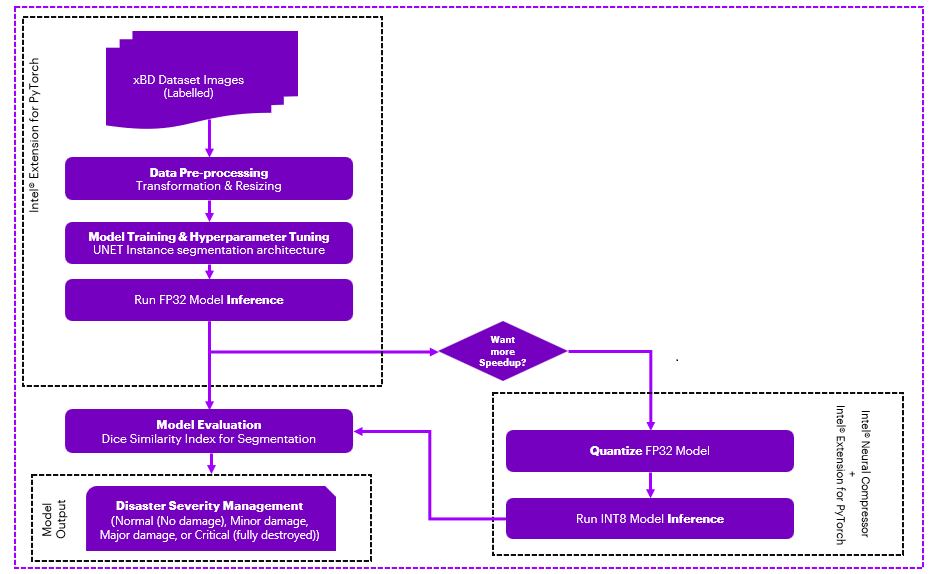 Intel® Extension for PyTorch
xBD Dataset Images
(Labelled)
Data Pre-processing
Transformation & Resizing
Model Training & Hyperparameter Tuning
UNET Instance segmentation architecture
Run FP32 Model Inference
Want
more
Speedup?
Model Evaluation
Dice Similarity Index for Segmentation
Quantize FP32 Model
Run INT8 Model Inference
Intel® Neural Compressor
+
Intel® Extension for PyTorch
Model
Output
Disaster Severity Management
(Normal (No damage), Minor damage,
Major damage, or Critical (fully destroyed))